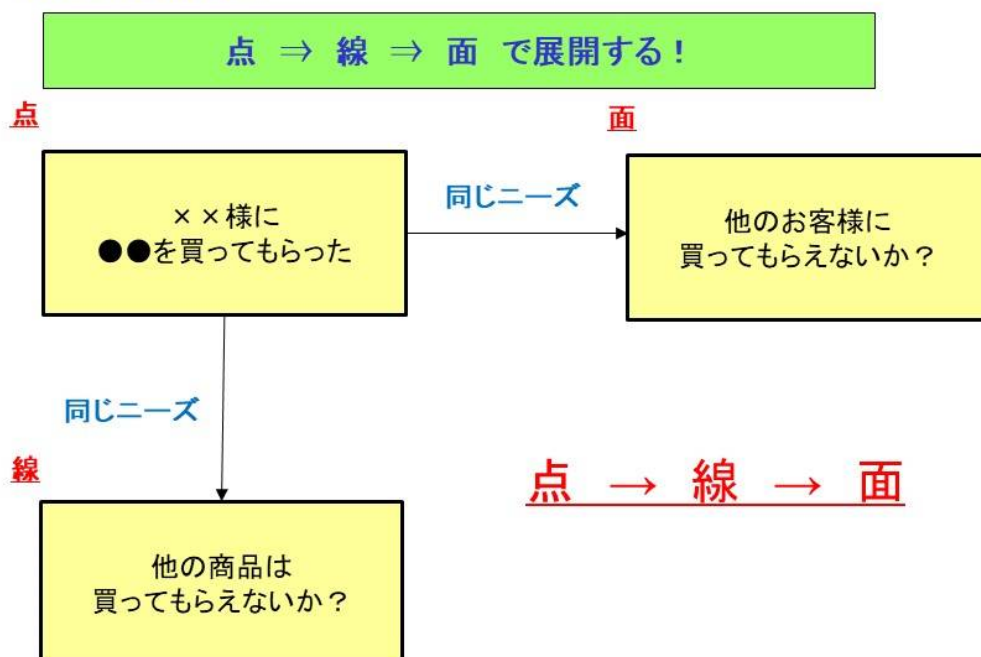 点 ⇒ 線 ⇒ 面 で展開する!
点
面
××様に
●●を買ってもらった
同じニーズ
他のお客様に
買ってもらえないか?
同じニーズ
線
点 → 線 → 面
他の商品は
買ってもらえないか?